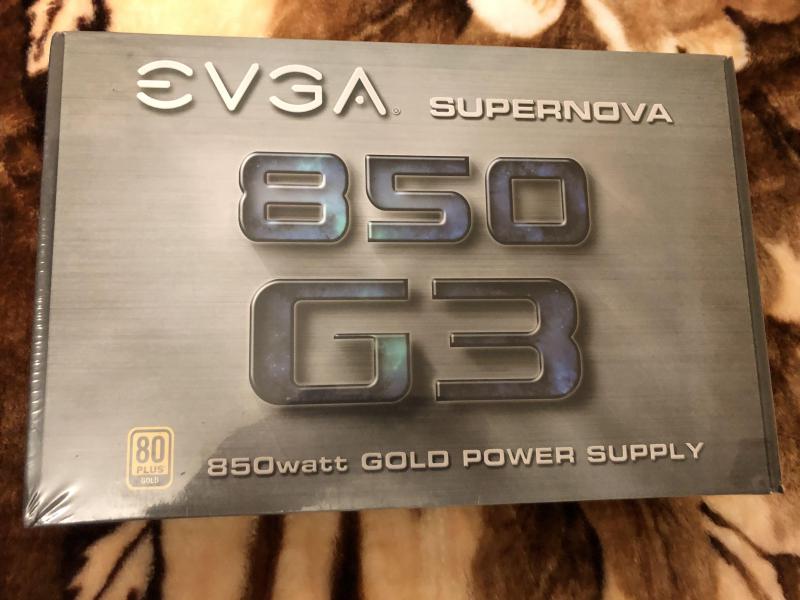 EVGA® SUPERNOVA
850
G3
80
PLUS
GOLD
850watt GOLD POWER SUPPLY